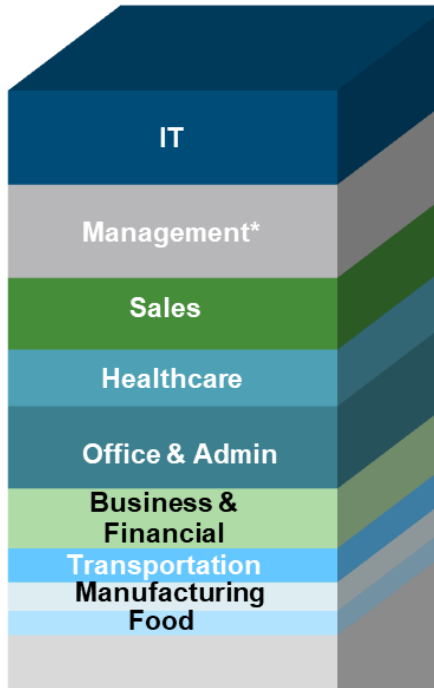 IT
Management*
Sales
Healthcare
Office & Admin
Business &
Financial
Transportation
Manufacturing
Food